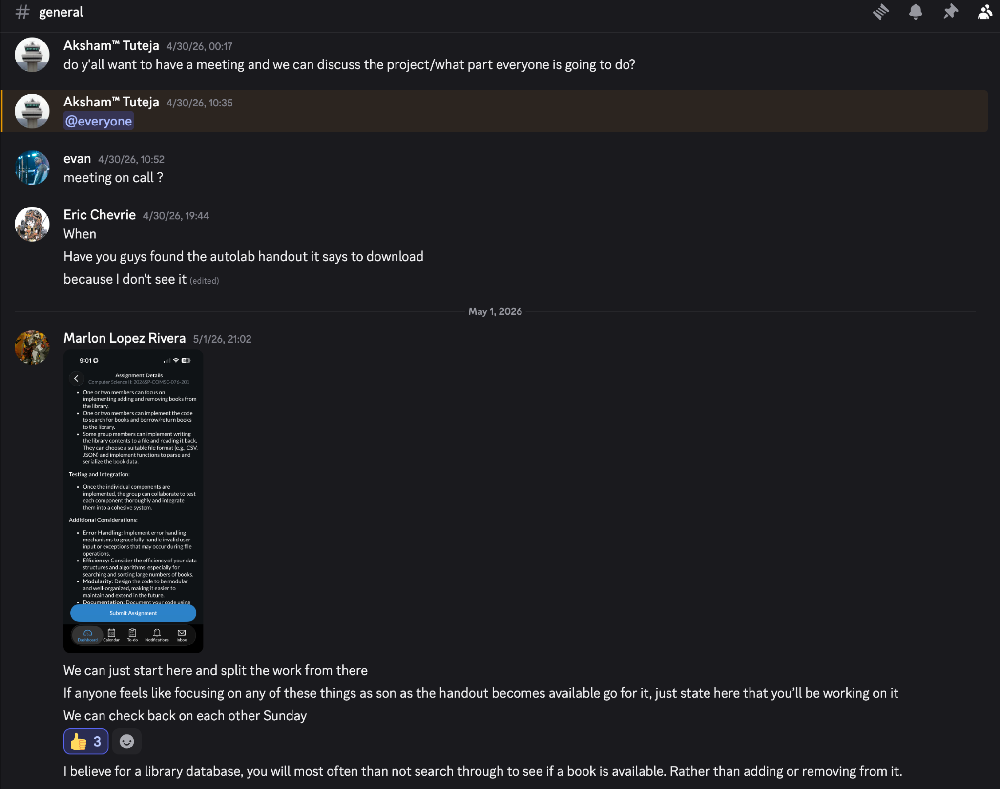 # general
Aksham™ Tuteja 4/30/26, 00:17
do y'all want to have a meeting and we can discuss the project/what part everyone is going to do?
Aksham™ Tuteja 4/30/26, 10:35
@everyone
evan 4/30/26, 10:52
meeting on call ?
Eric Chevrie 4/30/26, 19:44
When
Have you guys found the autolab handout it says to download
because I don't see it (edited)
May 1, 2026
Marlon Lopez Rivera 5/1/26, 21:02
9:01 50
Assignment Details
Computer Science II: 2026SP-COMSC-076-201
• One or two members can focus on
implementing adding and removing books from
the library.
• One or two members can implement the code
to search for books and borrow/return books
to the library.
• Some group members can implement writing
the library contents to a file and reading it back.
They can choose a suitable file format (e.g., CSV,
JSON) and implement functions to parse and
serialize the book data.
Testing and Integration:
• Once the individual components are
implemented, the group can collaborate to test
each component thoroughly and integrate
them into a cohesive system.
Additional Considerations:
• Error Handling: Implement error handling
mechanisms to gracefully handle invalid user
input or exceptions that may occur during file
operations.
• Efficiency: Consider the efficiency of your data
structures and algorithms, especially for
searching and sorting large numbers of books.
• Modularity: Design the code to be modular
and well-organized, making it easier to
maintain and extend in the future.
• Documentation: Document your code using
Submit Assignment
Dashboard Calendar To-do Notifications Inbox
We can just start here and split the work from there
If anyone feels like focusing on any of these things as son as the handout becomes available go for it, just state here that you’ll be working on it
We can check back on each other Sunday
👍 3
I believe for a library database, you will most often than not search through to see if a book is available. Rather than adding or removing from it.